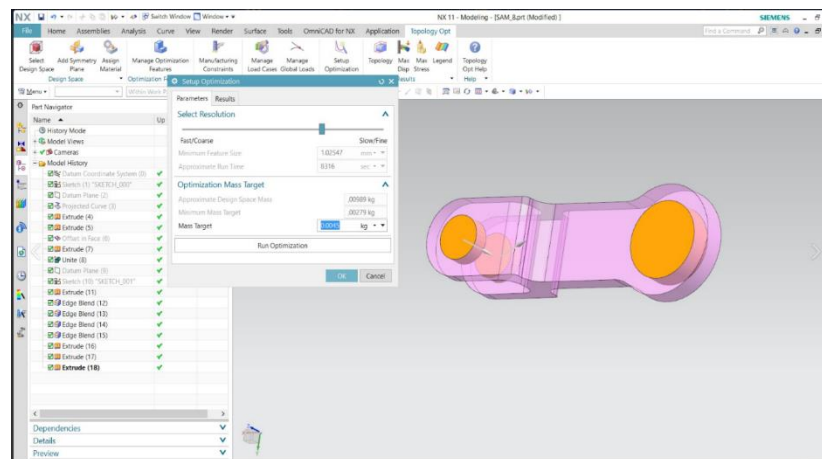 NX
Switch Window
Window
NX 11 - Modeling - [SAM_&.prt (Modified) ]
SIEMENS
File Home Assemblies Analysis Curve View Render Surface Tools OmniCAD for NX Application Topology Opt
Find a Command
Select Design Space
Add Symmetry Plane
Assign Material
Manage Optimization Features
Manufacturing Constraints
Manage Load Cases
Manage Global Loads
Setup Optimization
Topology
Max Disp.
Max Stress
Legend
Topology Opt Help
Design Space
Optimization
Results
Help
Menu
Within Work P
Part Navigator
Name
Up
History Mode
Model Views
Cameras
Model History
Datum Coordinate System (0)
Sketch (1) "SKETCH_000"
Datum Plane (2)
Projected Curve (3)
Extrude (4)
Extrude (5)
Offset in Face (6)
Extrude (7)
Unite (8)
Datum Plane (9)
Sketch (10) "SKETCH_001"
Extrude (11)
Edge Blend (12)
Edge Blend (13)
Edge Blend (14)
Edge Blend (15)
Extrude (16)
Extrude (17)
Extrude (18)
Dependencies
Details
Preview
Setup Optimization
Parameters Results
Select Resolution
Fast/Coarse Slow/Fine
Minimum Feature Size 1.02547 mm
Approximate Run Time 8316 sec
Optimization Mass Target
Approximate Design Space Mass .00989 kg
Minimum Mass Target .00279 kg
Mass Target 0.0045 kg
Run Optimization
OK Cancel